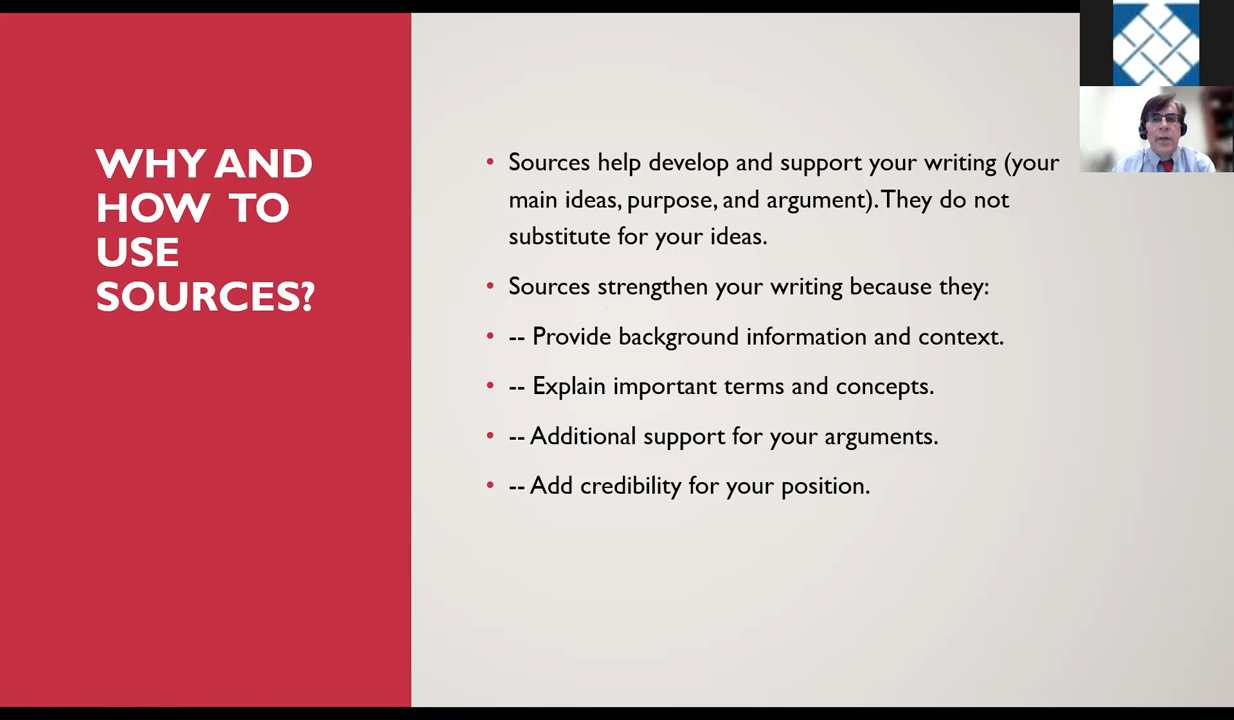 WHY AND
HOW TO
USE
SOURCES?
• Sources help develop and support your writing (your
main ideas, purpose, and argument). They do not
substitute for your ideas.
• Sources strengthen your writing because they:
• -- Provide background information and context.
• -- Explain important terms and concepts.
• -- Additional support for your arguments.
• -- Add credibility for your position.